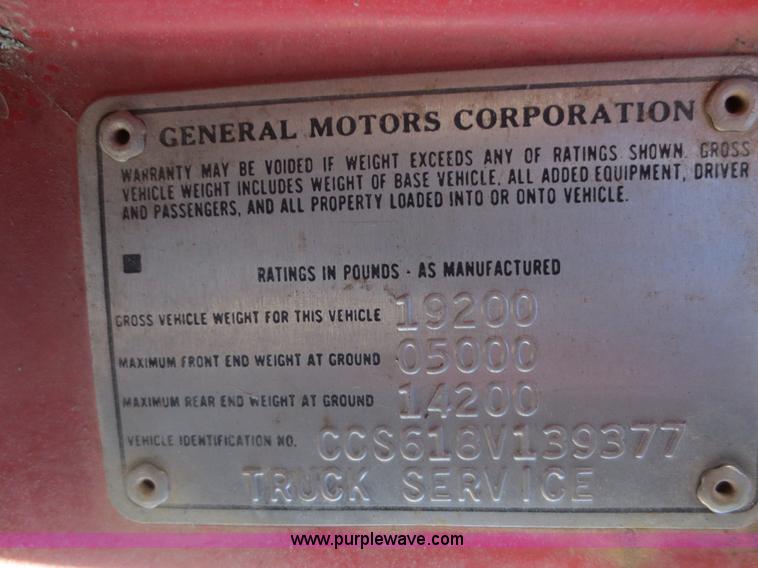 GENERAL MOTORS CORPORATION
WARRANTY MAY BE VOIDED IF WEIGHT EXCEEDS ANY OF RATINGS SHOWN. GROSS
VEHICLE WEIGHT INCLUDES WEIGHT OF BASE VEHICLE, ALL ADDED EQUIPMENT, DRIVER
AND PASSENGERS, AND ALL PROPERTY LOADED INTO OR ONTO VEHICLE.
RATINGS IN POUNDS - AS MANUFACTURED
GROSS VEHICLE WEIGHT FOR THIS VEHICLE 19200
MAXIMUM FRONT END WEIGHT AT GROUND 05000
MAXIMUM REAR END WEIGHT AT GROUND 14200
VEHICLE IDENTIFICATION NO. CCS618V139377
TRUCK SERVICE
www.purplewave.com